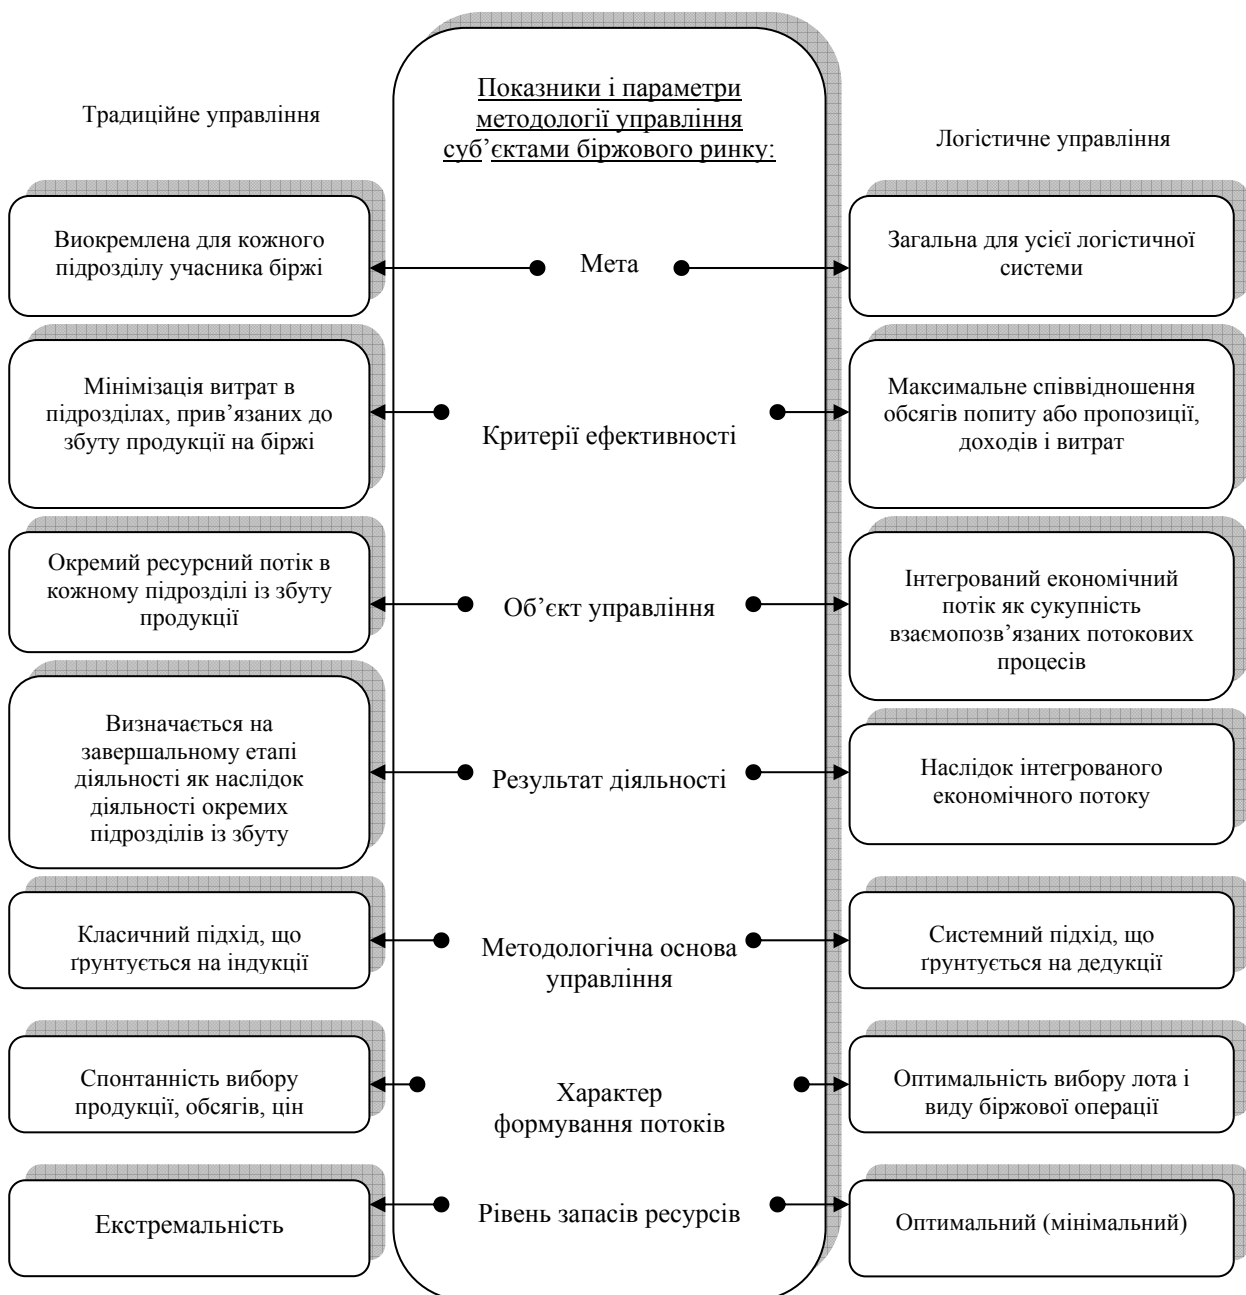 Традиційне управління
Показники і параметри
методології управління
суб’єктами біржового ринку:
Логістичне управління
Виокремлена для кожного
підрозділу учасника біржі
Мета
Загальна для усієї логістичної
системи
Мінімізація витрат в
підрозділах, прив’язаних до
збуту продукції на біржі
Критерії ефективності
Максимальне співвідношення
обсягів попиту або пропозиції,
доходів і витрат
Окремий ресурсний потік в
кожному підрозділі із збуту
продукції
Об’єкт управління
Інтегрований економічний
потік як сукупність
взаємопозв’язаних потокових
процесів
Визначається на
завершальному етапі
діяльності як наслідок
діяльності окремих
підрозділів із збуту
Результат діяльності
Наслідок інтегрованого
економічного потоку
Класичний підхід, що
ґрунтується на індукції
Методологічна основа
управління
Системний підхід, що
ґрунтується на дедукції
Спонтанність вибору
продукції, обсягів, цін
Характер
формування потоків
Оптимальність вибору лота і
виду біржової операції
Екстремальність
Рівень запасів ресурсів
Оптимальний (мінімальний)